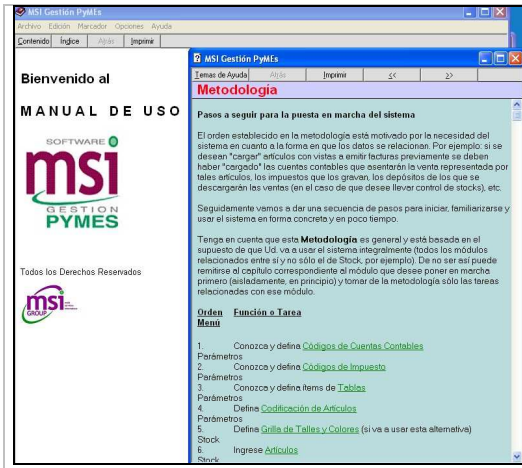 MSI Gestión PyMEs
Archivo Edición Marcador Opciones Ayuda
Contenido Índice Atrás Imprimir
Bienvenido al
MANUAL DE USO
SOFTWARE
msi
GESTION
PYMES
Todos los Derechos Reservados
msi
GROUP
MSI Gestión PyMEs
Temas de Ayuda Atrás Imprimir << >>
Metodología
Pasos a seguir para la puesta en marcha del sistema
El orden establecido en la metodología está motivado por la necesidad del
sistema en cuanto a la forma en que los datos se relacionan. Por ejemplo: si se
desean "cargar" artículos con vistas a emitir facturas previamente se deben
haber "cargado" las cuentas contables que asentarán la venta representada por
tales artículos, los impuestos que los gravan, los depósitos de los que se
descargarán las ventas (en el caso de que desee llevar control de stocks), etc.
Seguidamente vamos a dar una secuencia de pasos para iniciar, familiarizarse y
usar el sistema en forma concreta y en poco tiempo.
Tenga en cuenta que esta Metodología es general y está basada en el
supuesto de que Ud. va a usar el sistema integralmente (todos los módulos
relacionados entre sí y no sólo el de Stock, por ejemplo). De no ser así puede
remitirse al capítulo correspondiente al módulo que desee poner en marcha
primero (aisladamente, en principio) y tomar de la metodología sólo las tareas
relacionadas con ese módulo.
Orden Función o Tarea
Menú
1. Conozca y defina Códigos de Cuentas Contables
Parámetros
2. Conozca y defina Códigos de Impuesto
Parámetros
3. Conozca y defina ítems de Tablas
Parámetros
4. Defina Codificación de Artículos
Parámetros
5. Defina Grilla de Talles y Colores (si va a usar esta alternativa)
Stock
6. Ingrese Artículos
Stock